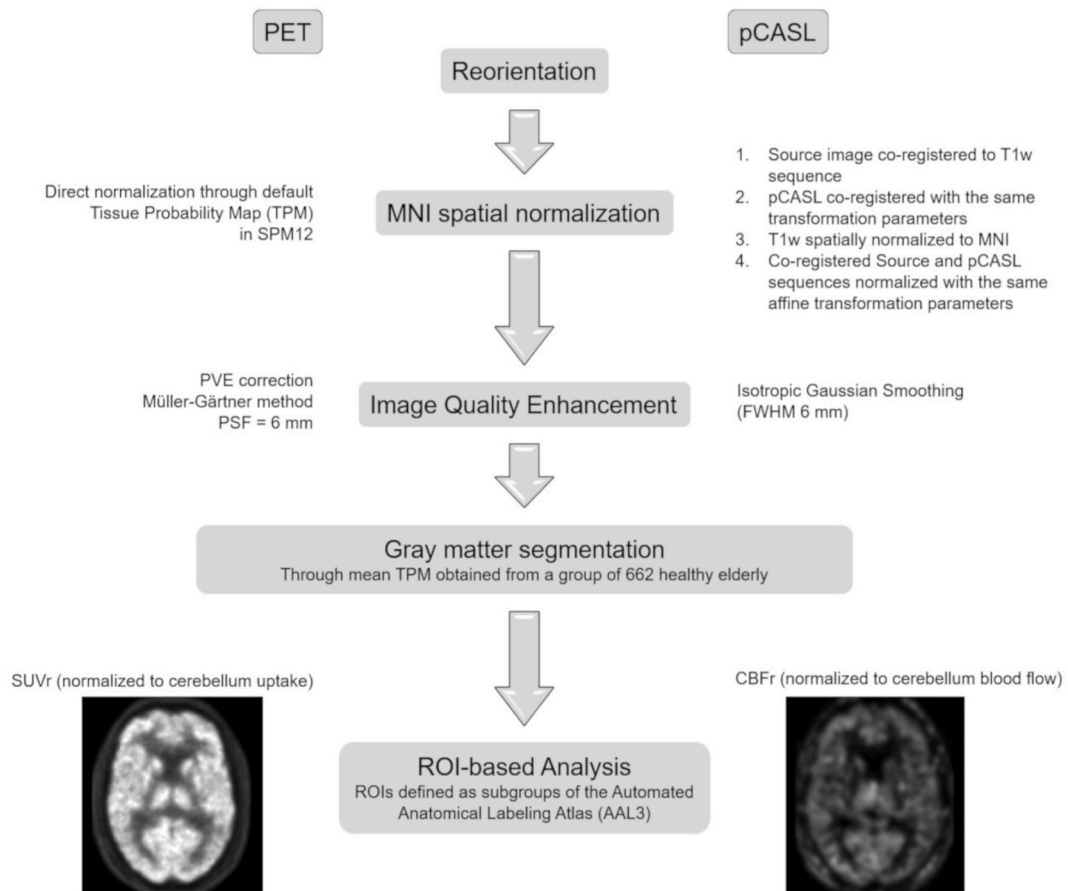 PET
pCASL
Reorientation
Direct normalization through default
Tissue Probability Map (TPM)
in SPM12
MNI spatial normalization
1. Source image co-registered to T1w
sequence
2. pCASL co-registered with the same
transformation parameters
3. T1w spatially normalized to MNI
4. Co-registered Source and pCASL
sequences normalized with the same
affine transformation parameters
PVE correction
Müller-Gärtner method
PSF = 6 mm
Image Quality Enhancement
Isotropic Gaussian Smoothing
(FWHM 6 mm)
Gray matter segmentation
Through mean TPM obtained from a group of 662 healthy elderly
SUVr (normalized to cerebellum uptake)
CBFr (normalized to cerebellum blood flow)
ROI-based Analysis
ROIs defined as subgroups of the Automated
Anatomical Labeling Atlas (AAL3)